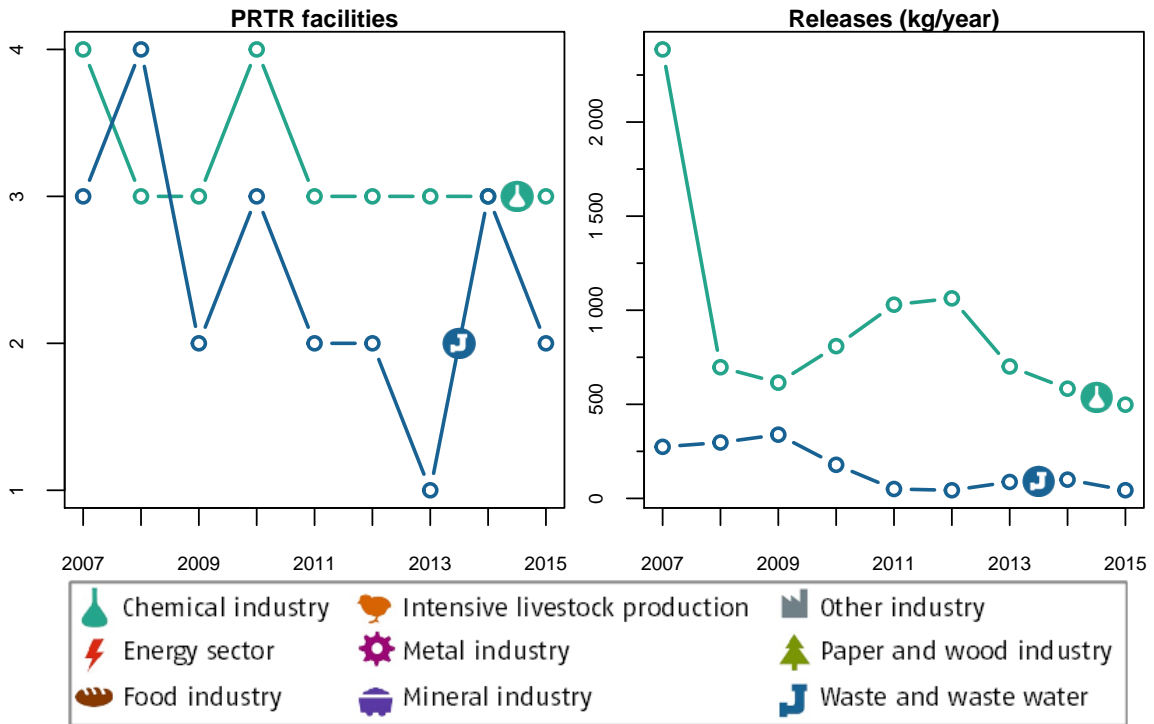 PRTR facilities
4
3
2
1
2007 2009 2011 2013 2015
Releases (kg/year)
2 000
1 500
1 000
500
0
2007 2009 2011 2013 2015
Chemical industry Intensive livestock production Other industry
Energy sector Metal industry Paper and wood industry
Food industry Mineral industry Waste and waste water